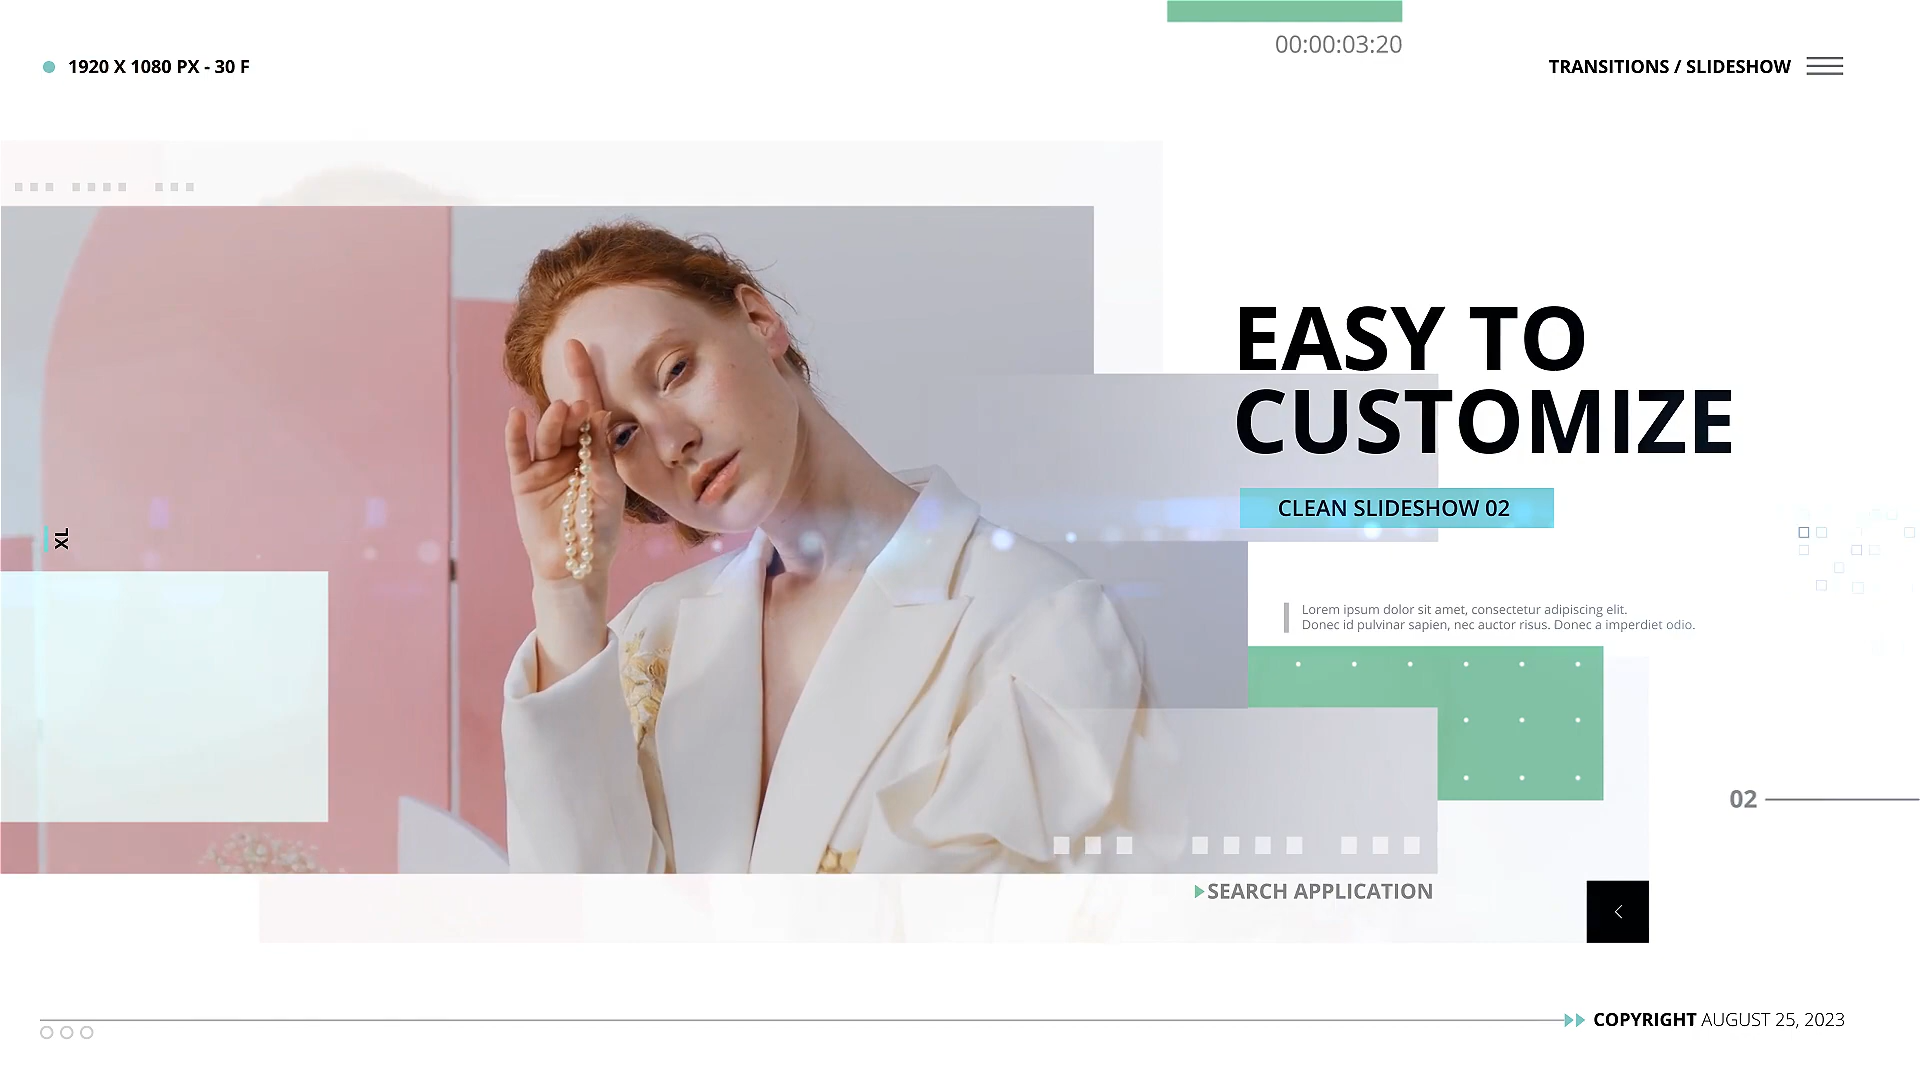 00:00:03:20
1920 X 1080 PX - 30 F
TRANSITIONS / SLIDESHOW
EASY TO
CUSTOMIZE
CLEAN SLIDESHOW 02
XL
Lorem ipsum dolor sit amet, consectetur adipiscing elit.
Donec id pulvinar sapien, nec auctor risus. Donec a imperdiet odio.
02
SEARCH APPLICATION
COPYRIGHT AUGUST 25, 2023